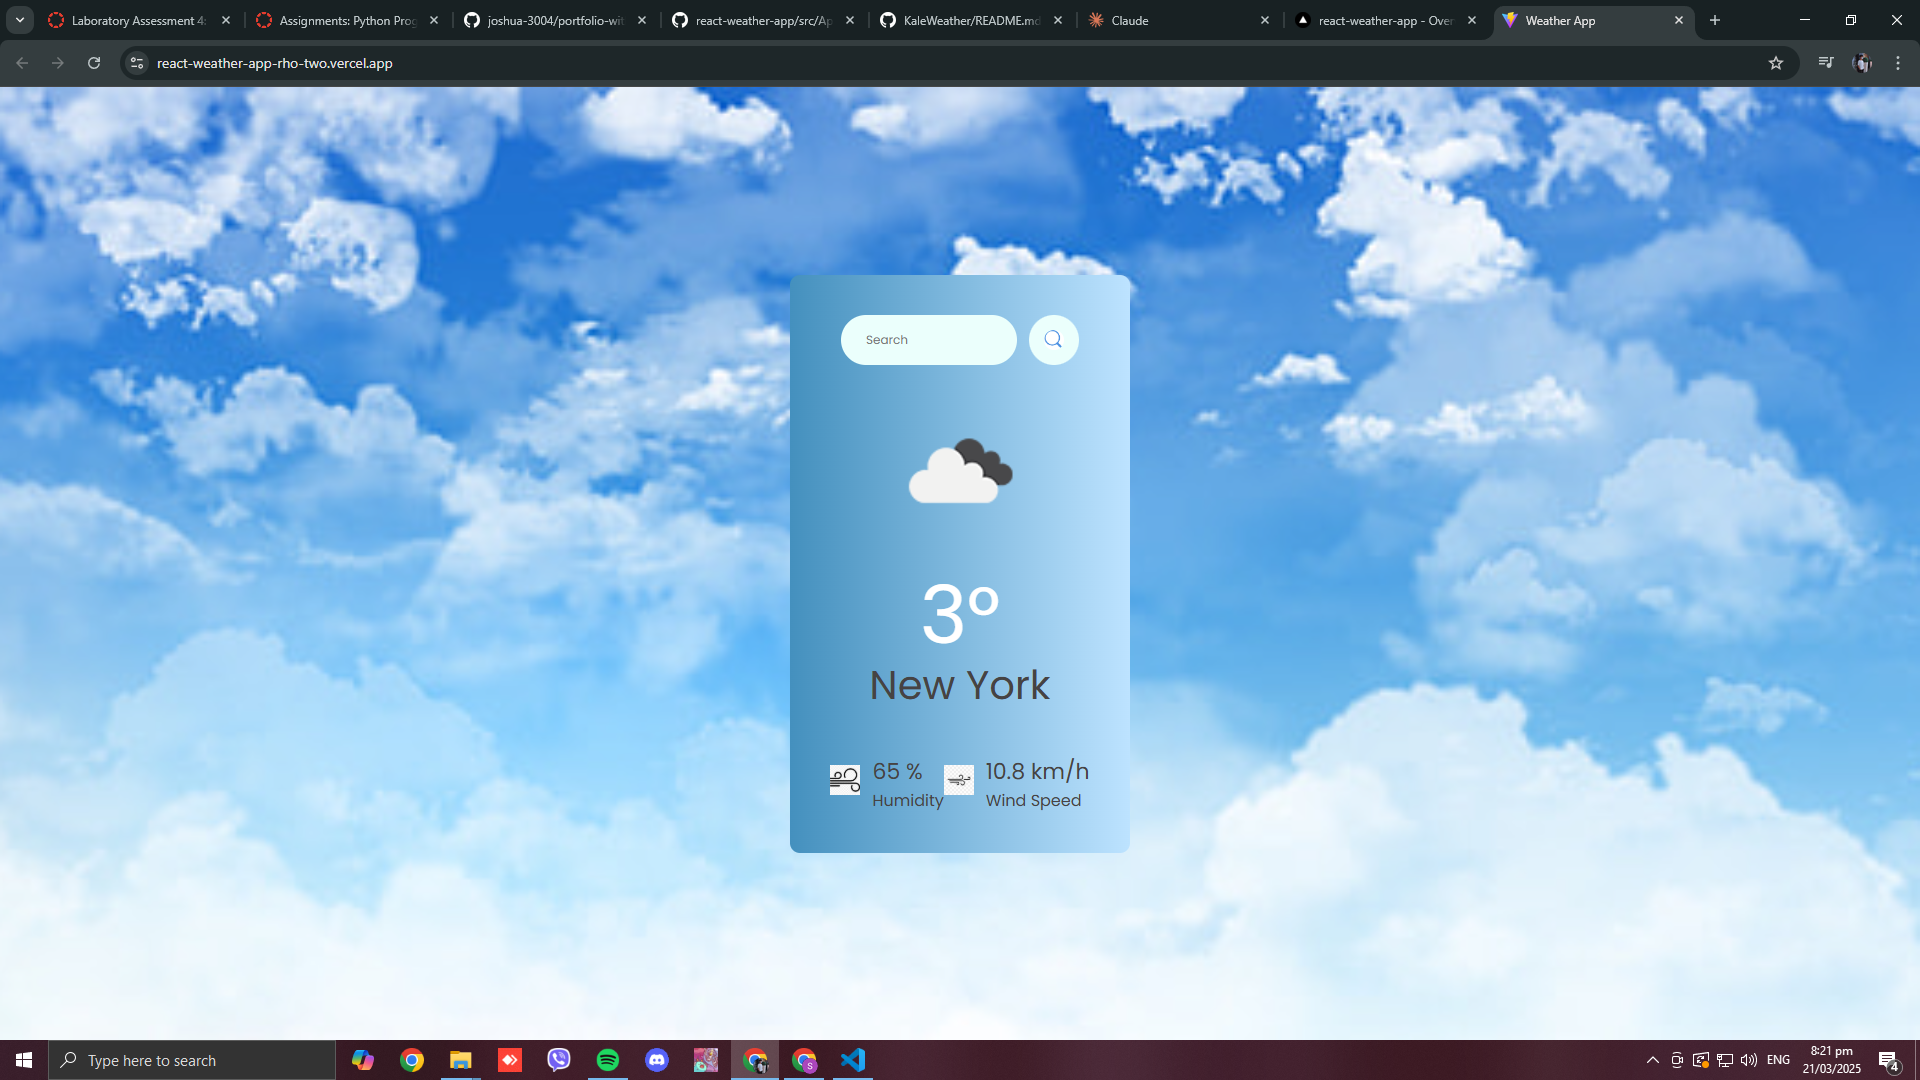 Laboratory Assessment 4:
Assignments: Python Prog
joshua-3004/portfolio-wit
react-weather-app/src/Ap
KaleWeather/README.md
Claude
react-weather-app - Over
Weather App
react-weather-app-rho-two.vercel.app
Search
3°
New York
65 %
Humidity
10.8 km/h
Wind Speed
Type here to search
S
ENG
8:21 pm
21/03/2025
4